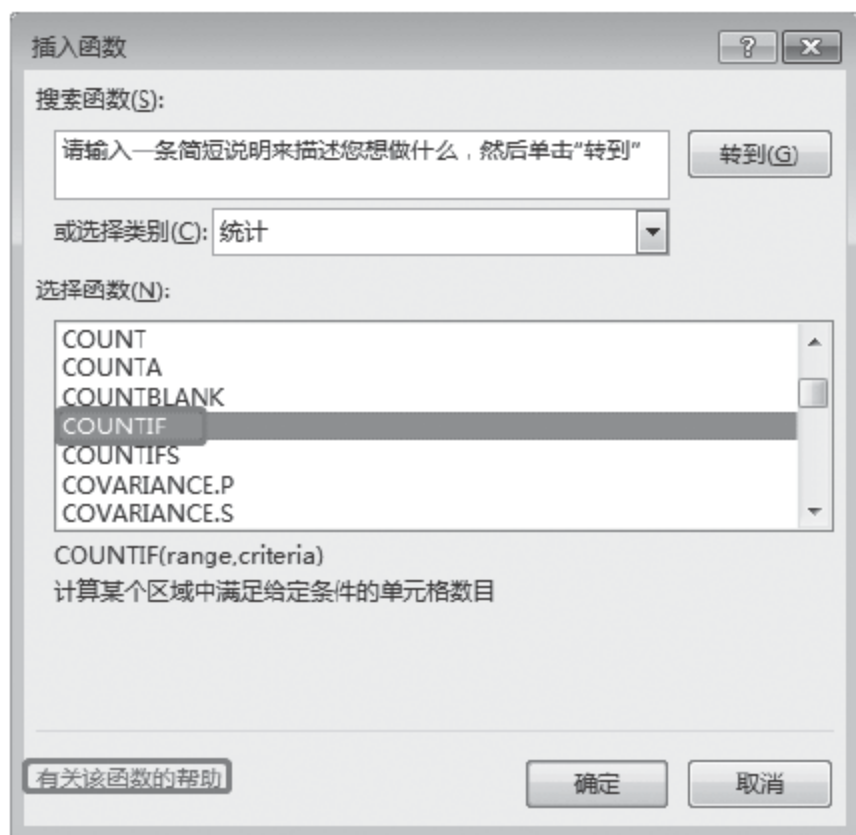 插入函数
搜索函数(S):
请输入一条简短说明来描述您想做什么，然后单击“转到”
转到(G)
或选择类别(C): 统计
选择函数(N):
COUNT
COUNTA
COUNTBLANK
COUNTIF
COUNTIFS
COVARIANCE.P
COVARIANCE.S
COUNTIF(range,criteria)
计算某个区域中满足给定条件的单元格数目
有关该函数的帮助
确定
取消